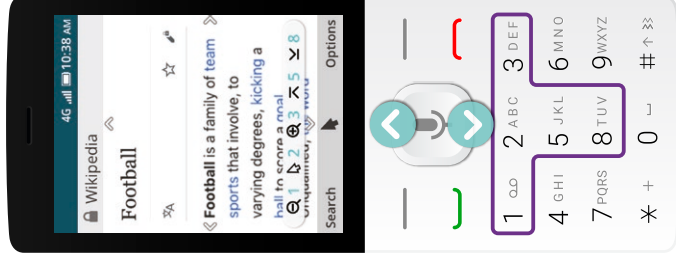 4G 10:38 AM
Wikipedia
Football
Football is a family of team
sports that involve, to
varying degrees, kicking a
ball to score a goal.
1 2 3 5 8
Search Options
1 2 ABC 3 DEF
4 GHI 5 JKL 6 MNO
7 PQRS 8 TUV 9 WXYZ
* + 0 #